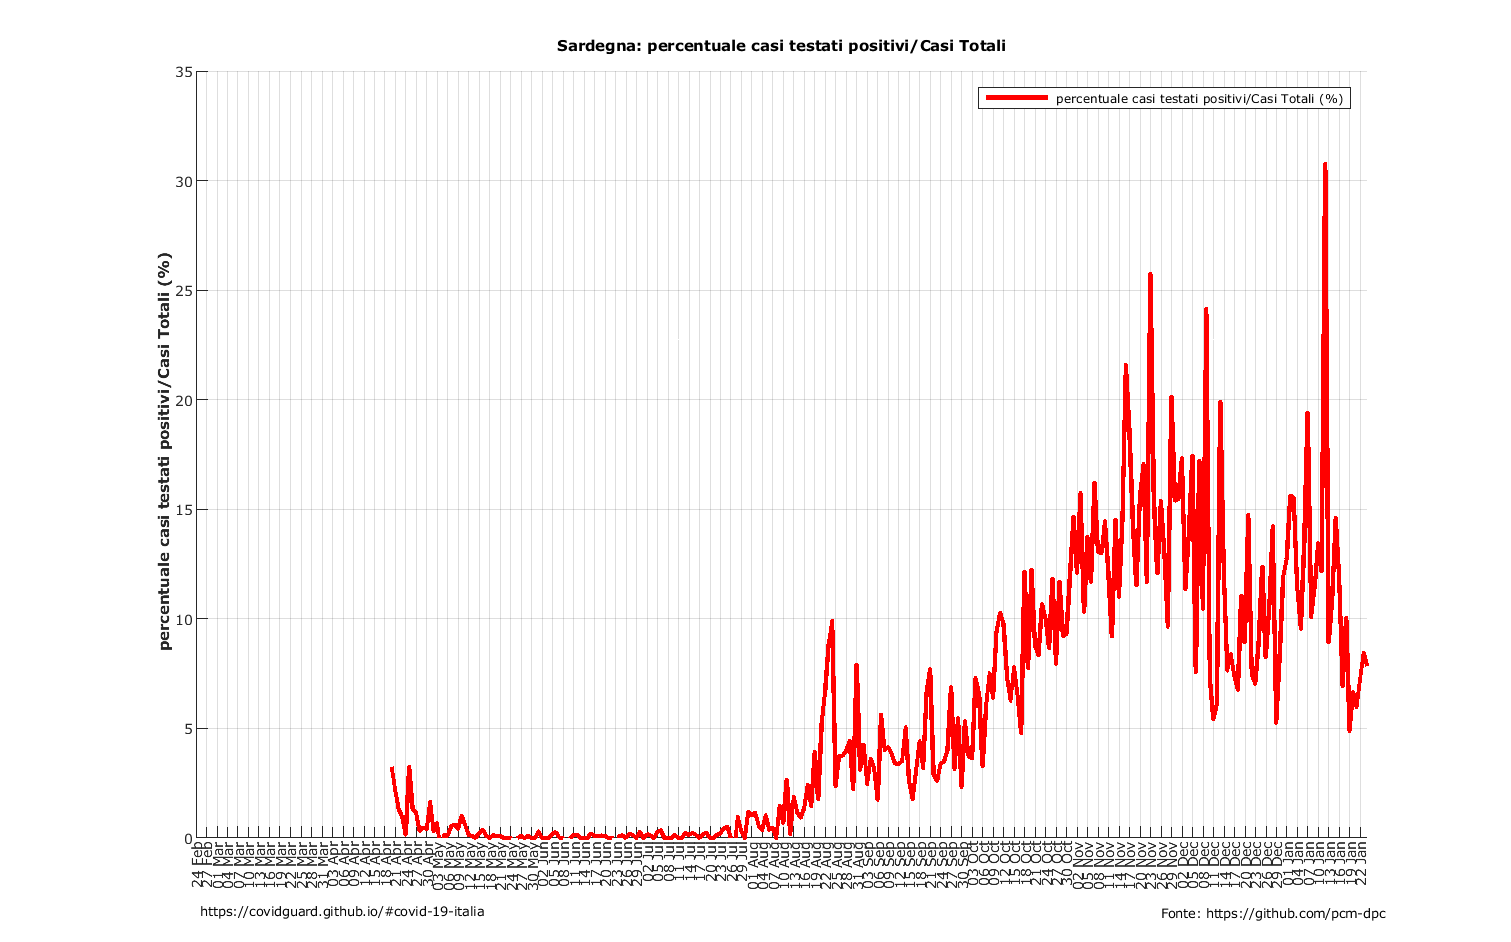 Sardegna: percentuale casi testati positivi/Casi Totali
percentuale casi testati positivi/Casi Totali (%)
percentuale casi testati positivi/Casi Totali (%)
35
30
25
20
15
10
5
0
24 Feb
27 Feb
01 Mar
04 Mar
07 Mar
10 Mar
13 Mar
16 Mar
19 Mar
22 Mar
25 Mar
28 Mar
31 Mar
03 Apr
06 Apr
09 Apr
12 Apr
15 Apr
18 Apr
21 Apr
24 Apr
27 Apr
30 Apr
03 May
06 May
09 May
12 May
15 May
18 May
21 May
24 May
27 May
30 May
02 Jun
05 Jun
08 Jun
11 Jun
14 Jun
17 Jun
20 Jun
23 Jun
26 Jun
29 Jun
02 Jul
05 Jul
08 Jul
11 Jul
14 Jul
17 Jul
20 Jul
23 Jul
26 Jul
29 Jul
01 Aug
04 Aug
07 Aug
10 Aug
13 Aug
16 Aug
19 Aug
22 Aug
25 Aug
28 Aug
31 Aug
03 Sep
06 Sep
09 Sep
12 Sep
15 Sep
18 Sep
21 Sep
24 Sep
27 Sep
30 Sep
03 Oct
06 Oct
09 Oct
12 Oct
15 Oct
18 Oct
21 Oct
24 Oct
27 Oct
30 Oct
02 Nov
05 Nov
08 Nov
11 Nov
14 Nov
17 Nov
20 Nov
23 Nov
26 Nov
29 Nov
02 Dec
05 Dec
08 Dec
11 Dec
14 Dec
17 Dec
20 Dec
23 Dec
26 Dec
29 Dec
01 Jan
04 Jan
07 Jan
10 Jan
13 Jan
16 Jan
19 Jan
22 Jan
https://covidguard.github.io/#covid-19-italia
Fonte: https://github.com/pcm-dpc